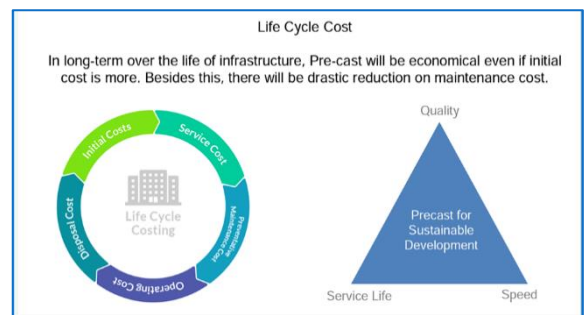 Life Cycle Cost
In long-term over the life of infrastructure, Pre-cast will be economical even if initial
cost is more. Besides this, there will be drastic reduction on maintenance cost.
Initial Costs
Service Cost
Preventative
Maintenance Cost
Operating Cost
Disposal Cost
Life Cycle
Costing
Quality
Precast for
Sustainable
Development
Service Life
Speed